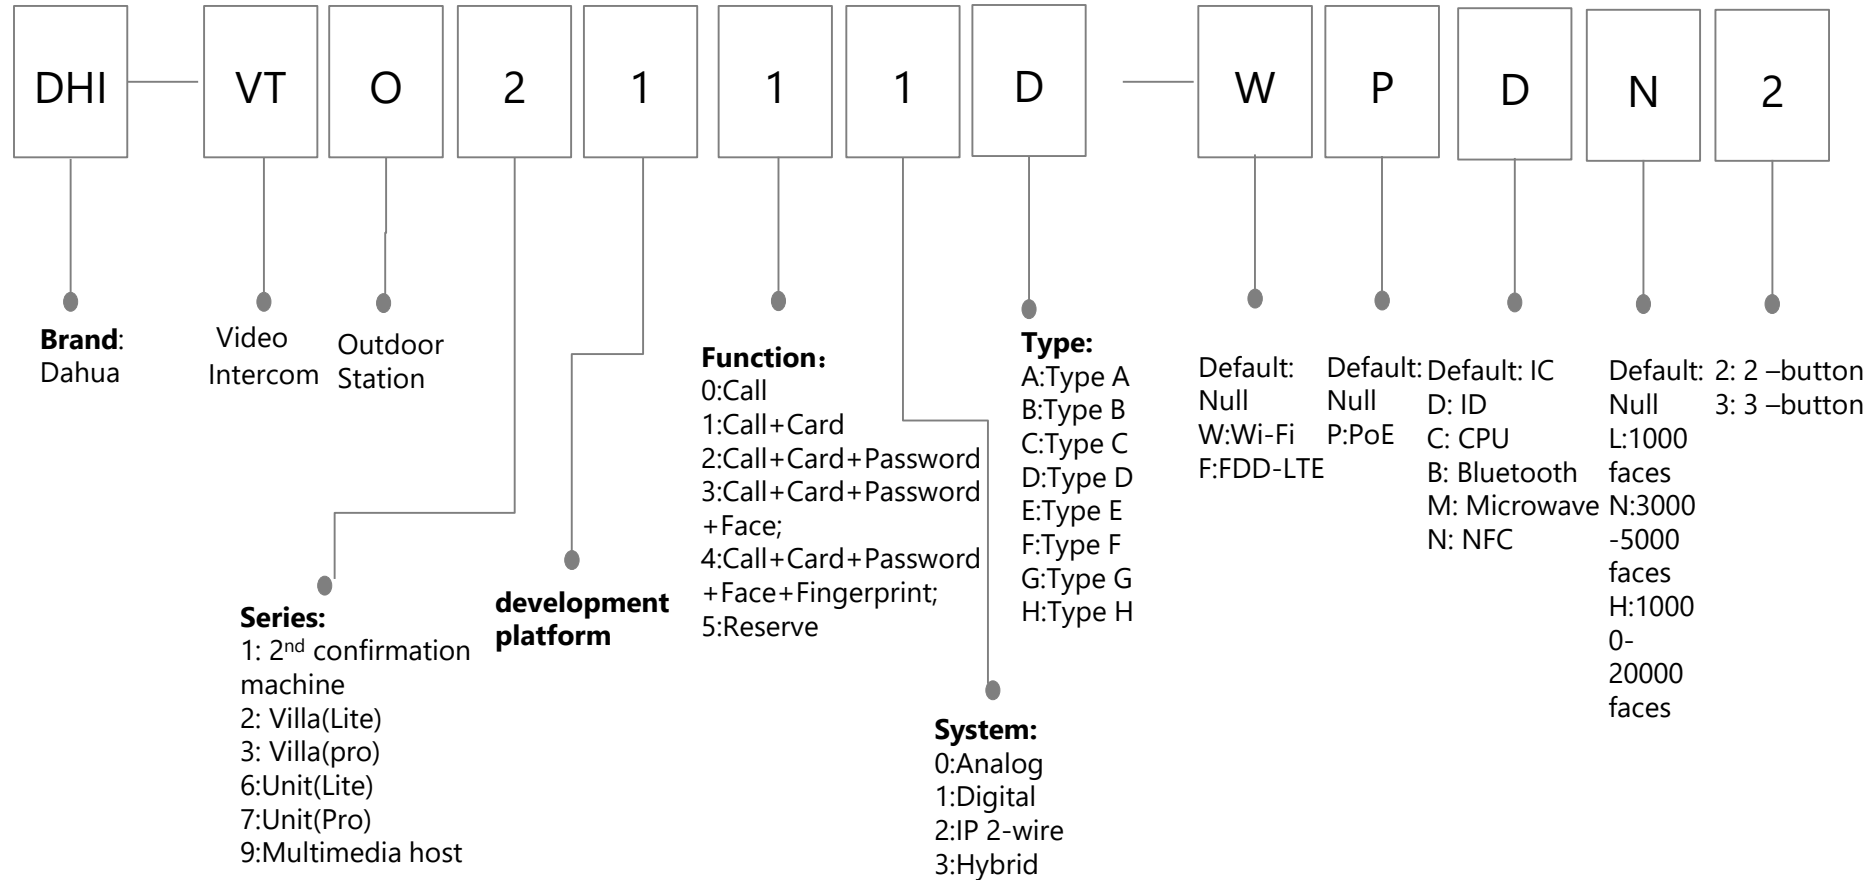 DHI VT O 2 1 1 1 D W P D N 2
Brand:
Dahua
Video
Intercom
Outdoor
Station
Series:
1: 2nd confirmation
machine
2: Villa(Lite)
3: Villa(pro)
6:Unit(Lite)
7:Unit(Pro)
9:Multimedia host
development
platform
Function：
0:Call
1:Call+Card
2:Call+Card+Password
3:Call+Card+Password
+Face;
4:Call+Card+Password
+Face+Fingerprint;
5:Reserve
System:
0:Analog
1:Digital
2:IP 2-wire
3:Hybrid
Type:
A:Type A
B:Type B
C:Type C
D:Type D
E:Type E
F:Type F
G:Type G
H:Type H
Default:
Null
W:Wi-Fi
F:FDD-LTE
Default:
Null
P:PoE
Default: IC
D: ID
C: CPU
B: Bluetooth
M: Microwave
N: NFC
Default:
Null
L:1000
faces
N:3000
-5000
faces
H:1000
0-
20000
faces
2: 2 –button
3: 3 –button